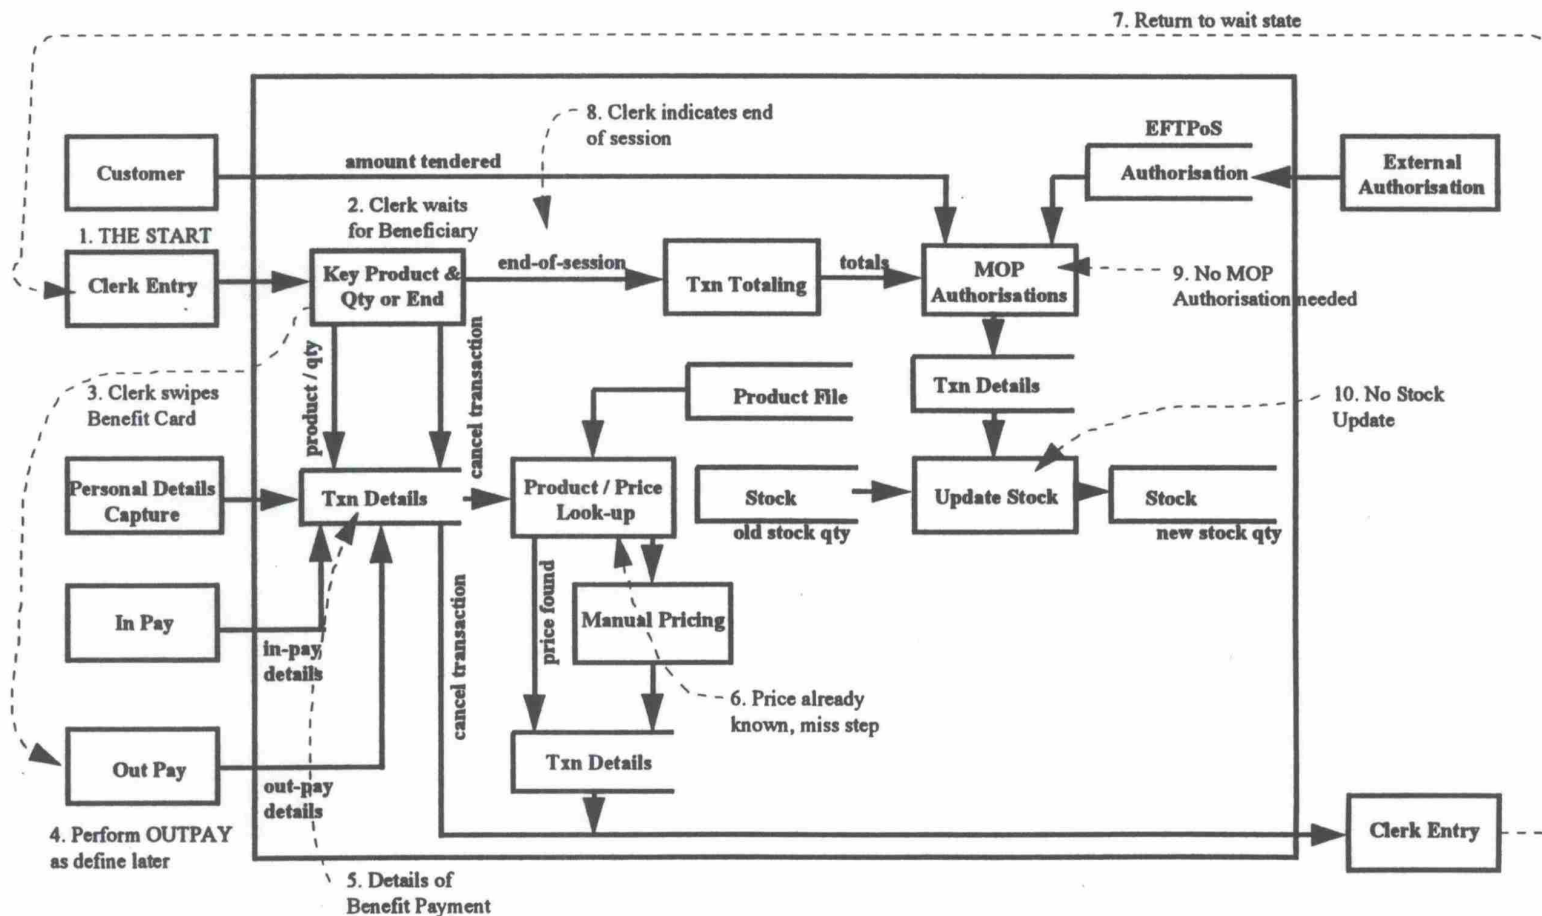 7. Return to wait state
8. Clerk indicates end
of session
EFTPoS
Customer
amount tendered
Authorisation
External
Authorisation
2. Clerk waits
for Beneficiary
1. THE START
Clerk Entry
Key Product &
Qty or End
end-of-session
Txn Totaling
totals
MOP
Authorisations
9. No MOP
Authorisation needed
product / qty
cancel transaction
3. Clerk swipes
Benefit Card
Product File
Txn Details
10. No Stock
Update
Personal Details
Capture
Txn Details
Product / Price
Look-up
Stock
old stock qty
Update Stock
Stock
new stock qty
In Pay
in-pay
details
cancel transaction
price found
Manual Pricing
6. Price already
known, miss step
Out Pay
out-pay
details
Txn Details
4. Perform OUTPAY
as define later
Clerk Entry
5. Details of
Benefit Payment